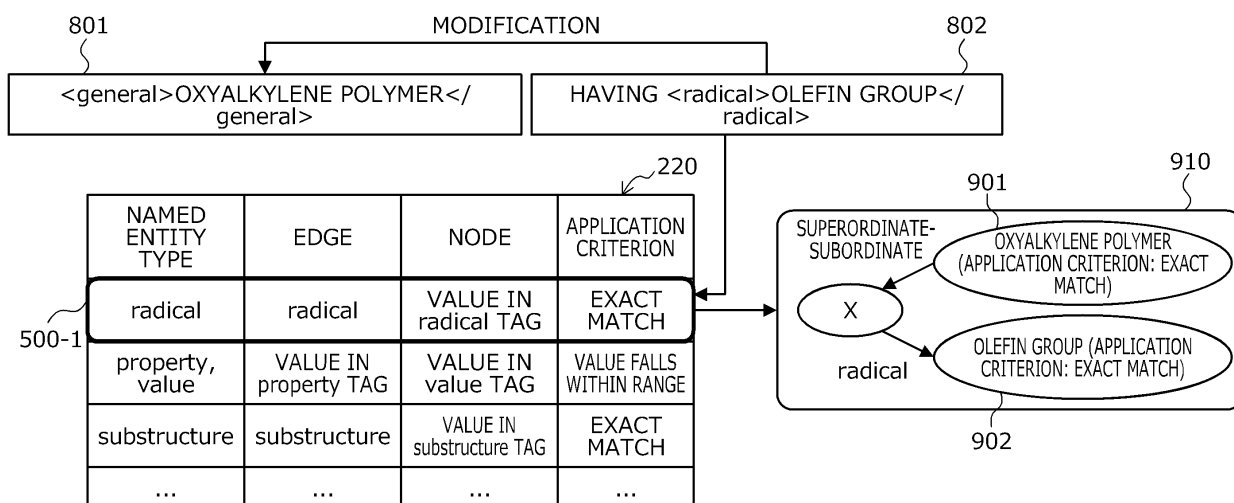 801
MODIFICATION
802
<general>OXYALKYLENE POLYMER</
general>
HAVING <radical>OLEFIN GROUP</
radical>
220
NAMED
ENTITY
TYPE
EDGE
NODE
APPLICATION
CRITERION
500-1
radical
radical
VALUE IN
radical TAG
EXACT
MATCH
property,
value
VALUE IN
property TAG
VALUE IN
value TAG
VALUE FALLS
WITHIN RANGE
substructure
substructure
VALUE IN
substructure TAG
EXACT
MATCH
...
...
...
...
901
910
SUPERORDINATE-
SUBORDINATE
OXYALKYLENE POLYMER
(APPLICATION CRITERION: EXACT
MATCH)
X
radical
OLEFIN GROUP (APPLICATION
CRITERION: EXACT MATCH)
902